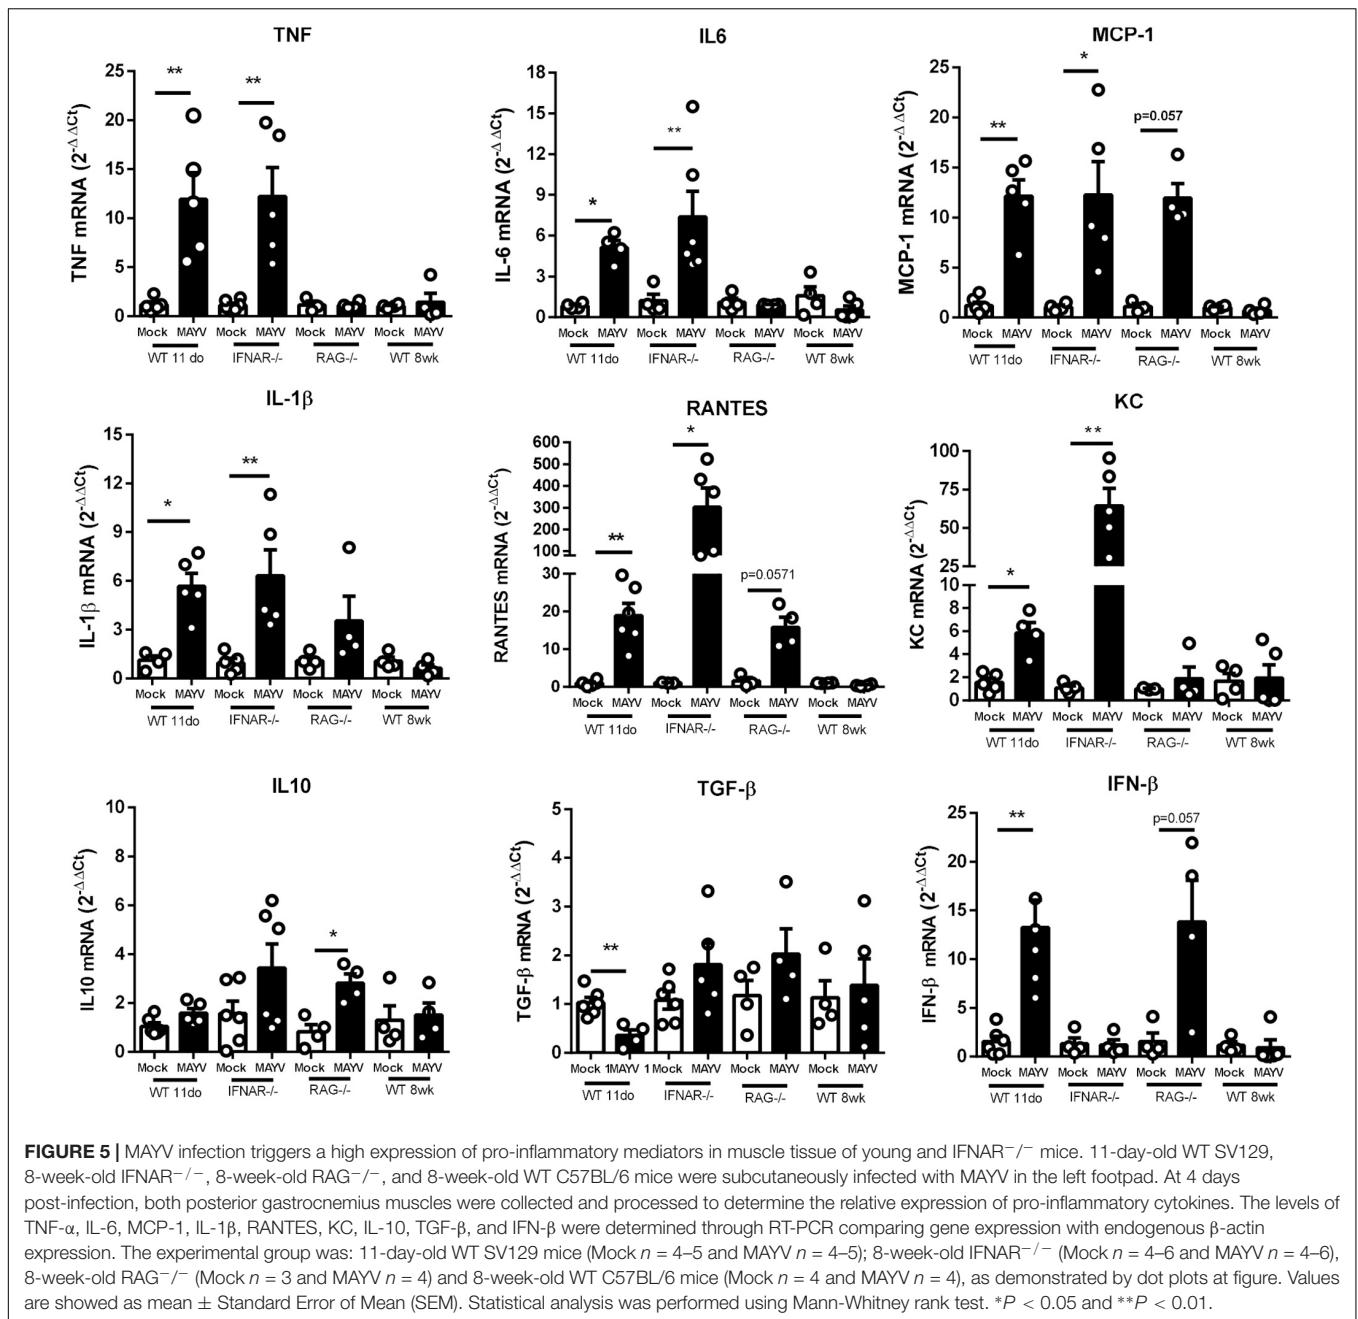 TNF
TNF mRNA (2^-ΔΔCt)
25
20
15
10
5
0
** **
Mock MAYV Mock MAYV Mock MAYV Mock MAYV
WT 11 do IFNAR-/- RAG-/- WT 8wk
IL6
IL-6 mRNA (2^-ΔΔCt)
18
15
12
9
6
3
0
* **
Mock MAYV Mock MAYV Mock MAYV Mock MAYV
WT 11do IFNAR-/- RAG-/- WT 8wk
MCP-1
MCP-1 mRNA (2^-ΔΔCt)
25
20
15
10
5
0
** * p=0.057
Mock MAYV Mock MAYV Mock MAYV Mock MAYV
WT 11do IFNAR-/- RAG-/- WT 8wk
IL-1β
IL-1β mRNA (2^-ΔΔCt)
15
12
9
6
3
0
* **
Mock MAYV Mock MAYV Mock MAYV Mock MAYV
WT 11do IFNAR-/- RAG-/- WT 8wk
RANTES
RANTES mRNA (2^-ΔΔCt)
600
500
400
300
200
100
30
20
10
0
** * p=0.0571
Mock MAYV Mock MAYV Mock MAYV Mock MAYV
WT 11do IFNAR-/- RAG-/- WT 8wk
KC
KC mRNA (2^-ΔΔCt)
100
75
50
25
10
8
6
4
2
0
* **
Mock MAYV Mock MAYV Mock MAYV Mock MAYV
WT 11do IFNAR-/- RAG-/- WT 8wk
IL10
IL10 mRNA (2^-ΔΔCt)
10
8
6
4
2
0
*
Mock MAYV Mock MAYV Mock MAYV Mock MAYV
WT 11do IFNAR-/- RAG-/- WT 8wk
TGF-β
TGF-β mRNA (2^-ΔΔCt)
5
4
3
2
1
0
**
Mock 1MAYV 1 Mock MAYV Mock MAYV Mock MAYV
WT 11do IFNAR-/- RAG-/- WT 8wk
IFN-β
IFN-β mRNA (2^-ΔΔCt)
25
20
15
10
5
0
** p=0.057
Mock MAYV Mock MAYV Mock MAYV Mock MAYV
WT 11do IFNAR-/- RAG-/- WT 8wk
FIGURE 5 | MAYV infection triggers a high expression of pro-inflammatory mediators in muscle tissue of young and IFNAR−/− mice. 11-day-old WT SV129,
8-week-old IFNAR−/−, 8-week-old RAG−/−, and 8-week-old WT C57BL/6 mice were subcutaneously infected with MAYV in the left footpad. At 4 days
post-infection, both posterior gastrocnemius muscles were collected and processed to determine the relative expression of pro-inflammatory cytokines. The levels of
TNF-α, IL-6, MCP-1, IL-1β, RANTES, KC, IL-10, TGF-β, and IFN-β were determined through RT-PCR comparing gene expression with endogenous β-actin
expression. The experimental group was: 11-day-old WT SV129 mice (Mock n = 4–5 and MAYV n = 4–5); 8-week-old IFNAR−/− (Mock n = 4–6 and MAYV n = 4–6),
8-week-old RAG−/− (Mock n = 3 and MAYV n = 4) and 8-week-old WT C57BL/6 mice (Mock n = 4 and MAYV n = 4), as demonstrated by dot plots at figure. Values
are showed as mean ± Standard Error of Mean (SEM). Statistical analysis was performed using Mann-Whitney rank test. *P < 0.05 and **P < 0.01.